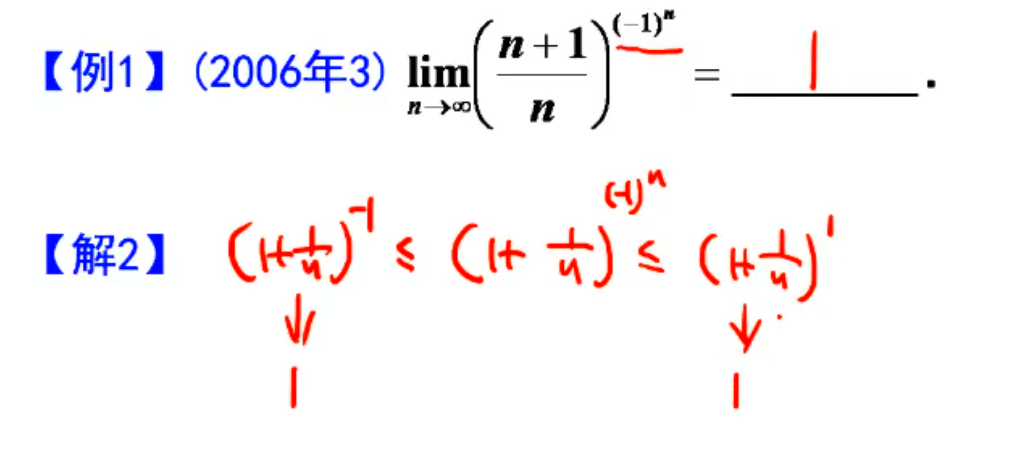 【例1】(2006年3) lim_{n→∞} ((n+1)/n)^{(-1)^n} = 1 .
【解2】 (1+1/n)^{-1} ≤ (1+1/n)^{(-1)^n} ≤ (1+1/n)^1
↓ ↓
1 1